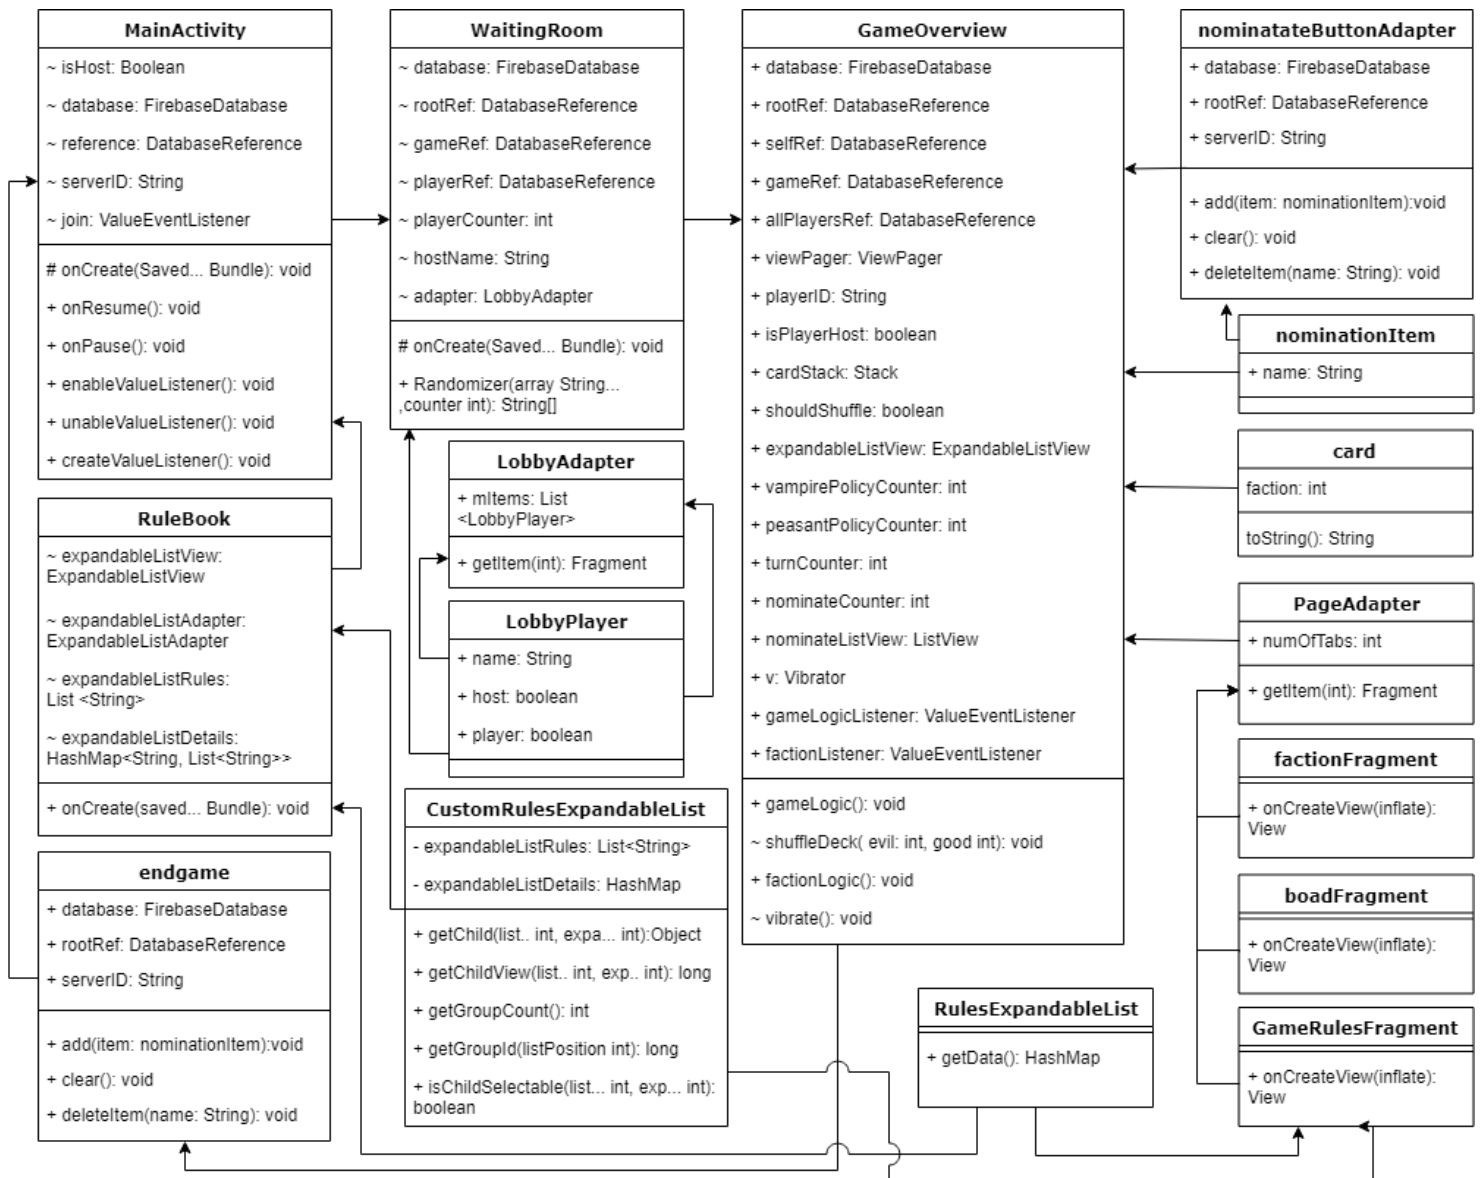 MainActivity
~ isHost: Boolean
~ database: FirebaseDatabase
~ reference: DatabaseReference
~ serverID: String
~ join: ValueEventListener
# onCreate(Saved... Bundle): void
+ onResume(): void
+ onPause(): void
+ enableValueListener(): void
+ unableValueListener(): void
+ createValueListener(): void
RuleBook
~ expandableListView:
ExpandableListView
~ expandableListAdapter:
ExpandableListAdapter
~ expandableListRules:
List <String>
~ expandableListDetails:
HashMap<String, List<String>>
+ onCreate(saved... Bundle): void
endgame
+ database: FirebaseDatabase
+ rootRef: DatabaseReference
+ serverID: String
+ add(item: nominationItem):void
+ clear(): void
+ deleteItem(name: String): void
WaitingRoom
~ database: FirebaseDatabase
~ rootRef: DatabaseReference
~ gameRef: DatabaseReference
~ playerRef: DatabaseReference
~ playerCounter: int
~ hostName: String
~ adapter: LobbyAdapter
# onCreate(Saved... Bundle): void
+ Randomizer(array String...
,counter int): String[]
LobbyAdapter
+ mItems: List
<LobbyPlayer>
+ getItem(int): Fragment
LobbyPlayer
+ name: String
+ host: boolean
+ player: boolean
CustomRulesExpandableList
- expandableListRules: List<String>
- expandableListDetails: HashMap
+ getChild(list.. int, expa... int):Object
+ getChildView(list.. int, exp.. int): long
+ getGroupCount(): int
+ getGroupId(listPosition int): long
+ isChildSelectable(list... int, exp... int):
boolean
GameOverview
+ database: FirebaseDatabase
+ rootRef: DatabaseReference
+ selfRef: DatabaseReference
+ gameRef: DatabaseReference
+ allPlayersRef: DatabaseReference
+ viewPager: ViewPager
+ playerID: String
+ isPlayerHost: boolean
+ cardStack: Stack
+ shouldShuffle: boolean
+ expandableListView: ExpandableListView
+ vampirePolicyCounter: int
+ peasantPolicyCounter: int
+ turnCounter: int
+ nominateCounter: int
+ nominateListView: ListView
+ v: Vibrator
+ gameLogicListener: ValueEventListener
+ factionListener: ValueEventListener
+ gameLogic(): void
~ shuffleDeck( evil: int, good int): void
+ factionLogic(): void
~ vibrate(): void
RulesExpandableList
+ getData(): HashMap
nominatateButtonAdapter
+ database: FirebaseDatabase
+ rootRef: DatabaseReference
+ serverID: String
+ add(item: nominationItem):void
+ clear(): void
+ deleteItem(name: String): void
nominationItem
+ name: String
card
faction: int
toString(): String
PageAdapter
+ numOfTabs: int
+ getItem(int): Fragment
factionFragment
+ onCreateView(inflate):
View
boadFragment
+ onCreateView(inflate):
View
GameRulesFragment
+ onCreateView(inflate):
View